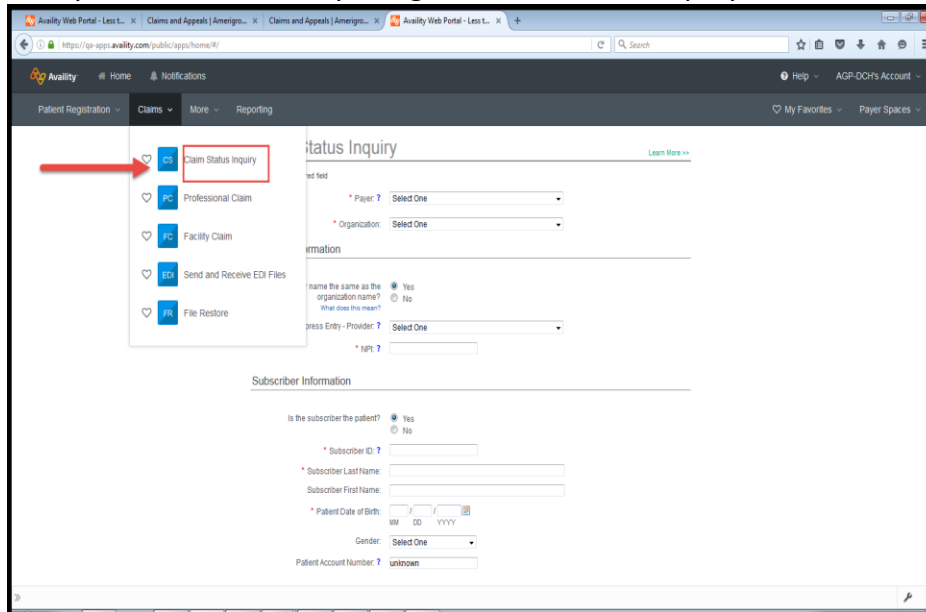 Availity Web Portal - Less t... Claims and Appeals | Amerigro... Claims and Appeals | Amerigro... Availity Web Portal - Less t...
https://qa-apps.availity.com/public/apps/home/#/ Search
Availity Home Notifications Help AGP-DCH's Account
Patient Registration Claims More Reporting My Favorites Payer Spaces
CS Claim Status Inquiry
PC Professional Claim
FC Facility Claim
EDI Send and Receive EDI Files
FR File Restore
Status Inquiry Learn More >>
red field
* Payer: ? Select One
* Organization: Select One
rmation
name the same as the Yes
organization name? No
What does this mean?
press Entry - Provider: ? Select One
* NPI: ?
Subscriber Information
Is the subscriber the patient? Yes
No
* Subscriber ID: ?
* Subscriber Last Name:
Subscriber First Name:
* Patient Date of Birth: / /
MM DD YYYY
Gender: Select One
Patient Account Number: ? unknown